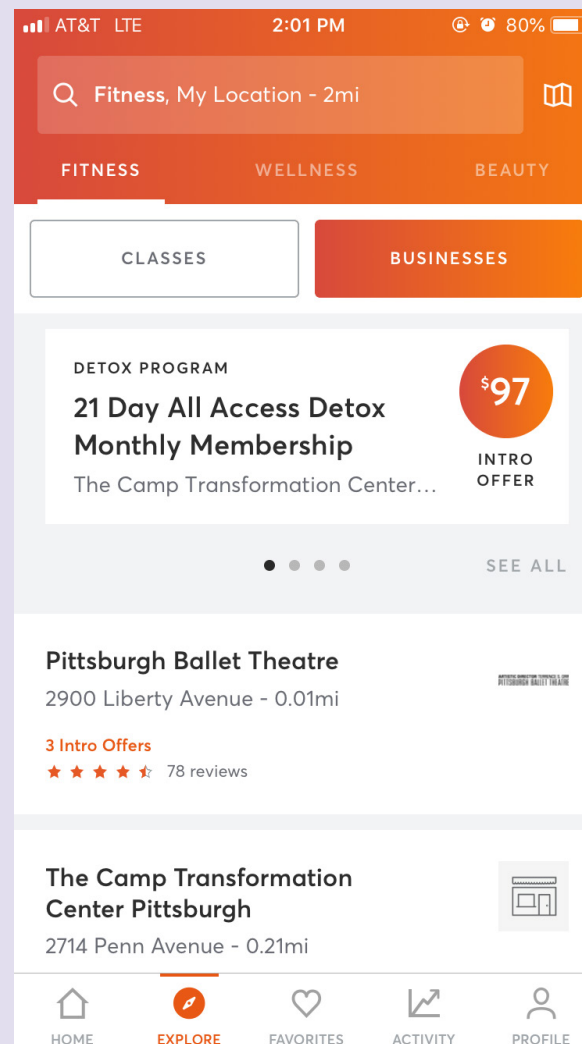 AT&T LTE 2:01 PM 80%
Fitness, My Location - 2mi
FITNESS WELLNESS BEAUTY
CLASSES BUSINESSES
DETOX PROGRAM
21 Day All Access Detox
Monthly Membership
The Camp Transformation Center...
$97
INTRO
OFFER
SEE ALL
Pittsburgh Ballet Theatre
2900 Liberty Avenue - 0.01mi
3 Intro Offers
78 reviews
PITTSBURGH BALLET THEATRE
The Camp Transformation
Center Pittsburgh
2714 Penn Avenue - 0.21mi
HOME EXPLORE FAVORITES ACTIVITY PROFILE